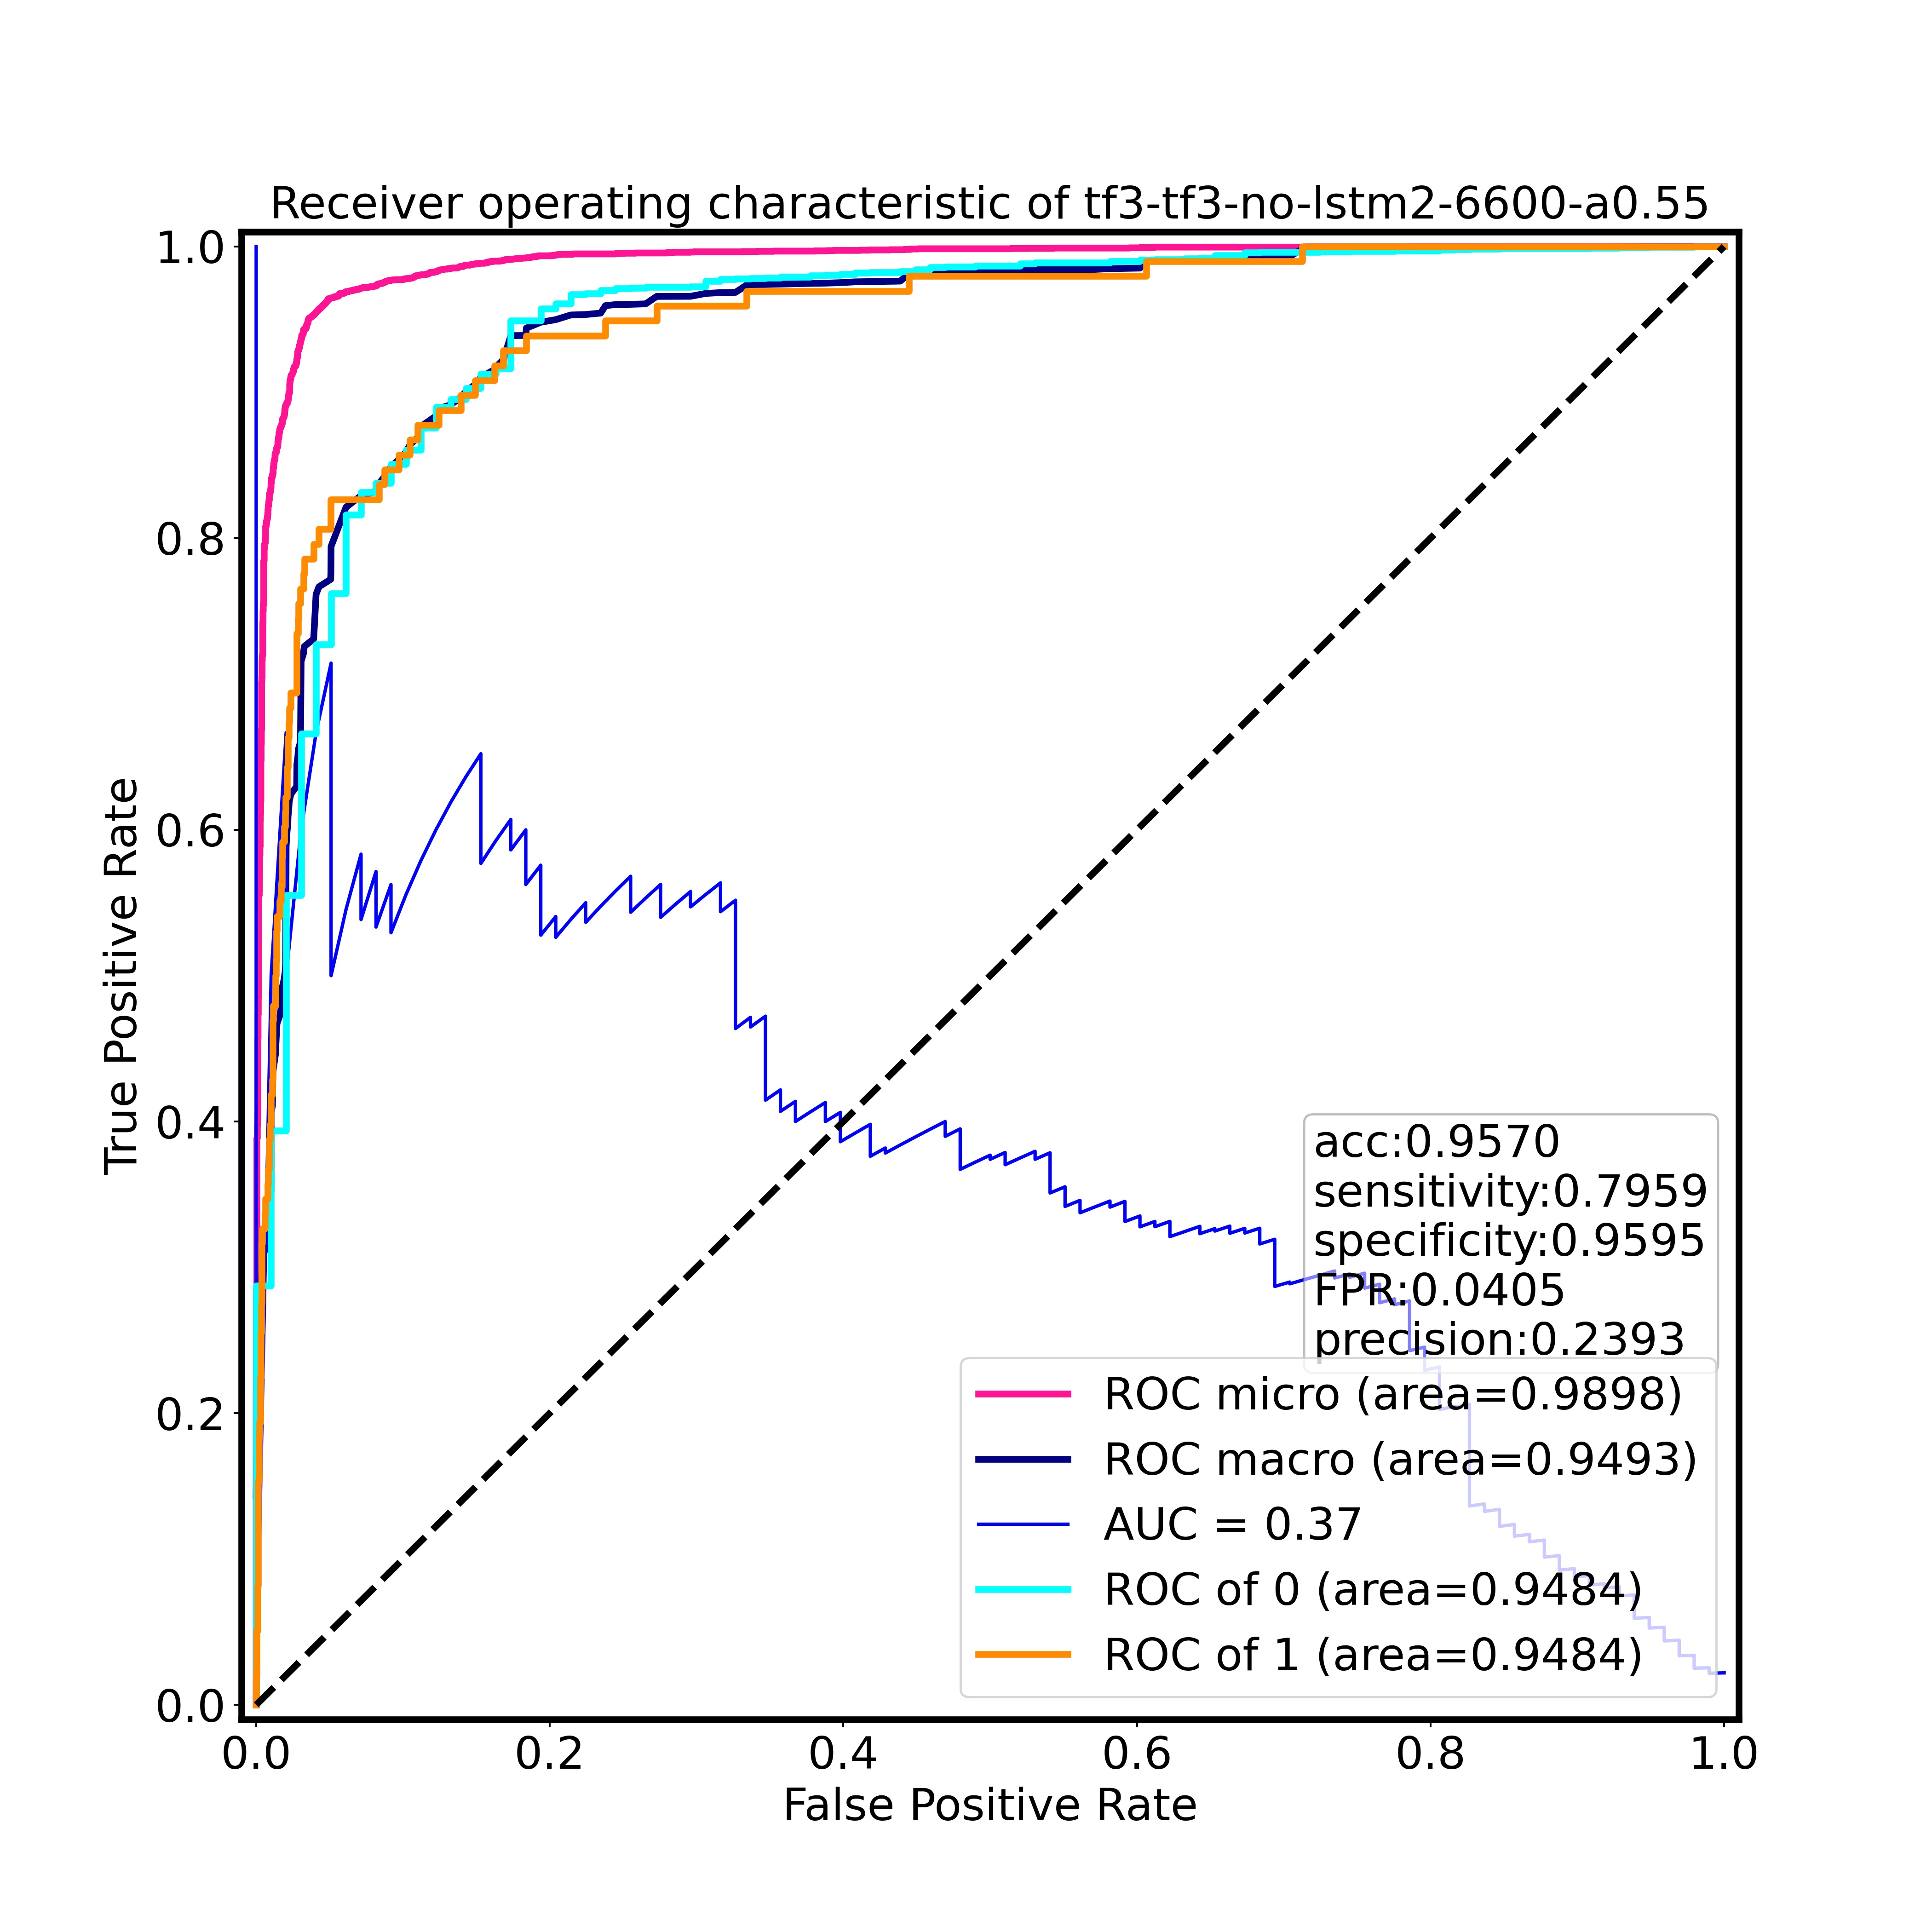 Receiver operating characteristic of tf3-tf3-no-lstm2-6600-a0.55
1.0
0.8
0.6
0.4
0.2
0.0
True Positive Rate
acc:0.9570
sensitivity:0.7959
specificity:0.9595
FPR:0.0405
precision:0.2393
ROC micro (area=0.9898)
ROC macro (area=0.9493)
AUC = 0.37
ROC of 0 (area=0.9484)
ROC of 1 (area=0.9484)
0.0 0.2 0.4 0.6 0.8 1.0
False Positive Rate